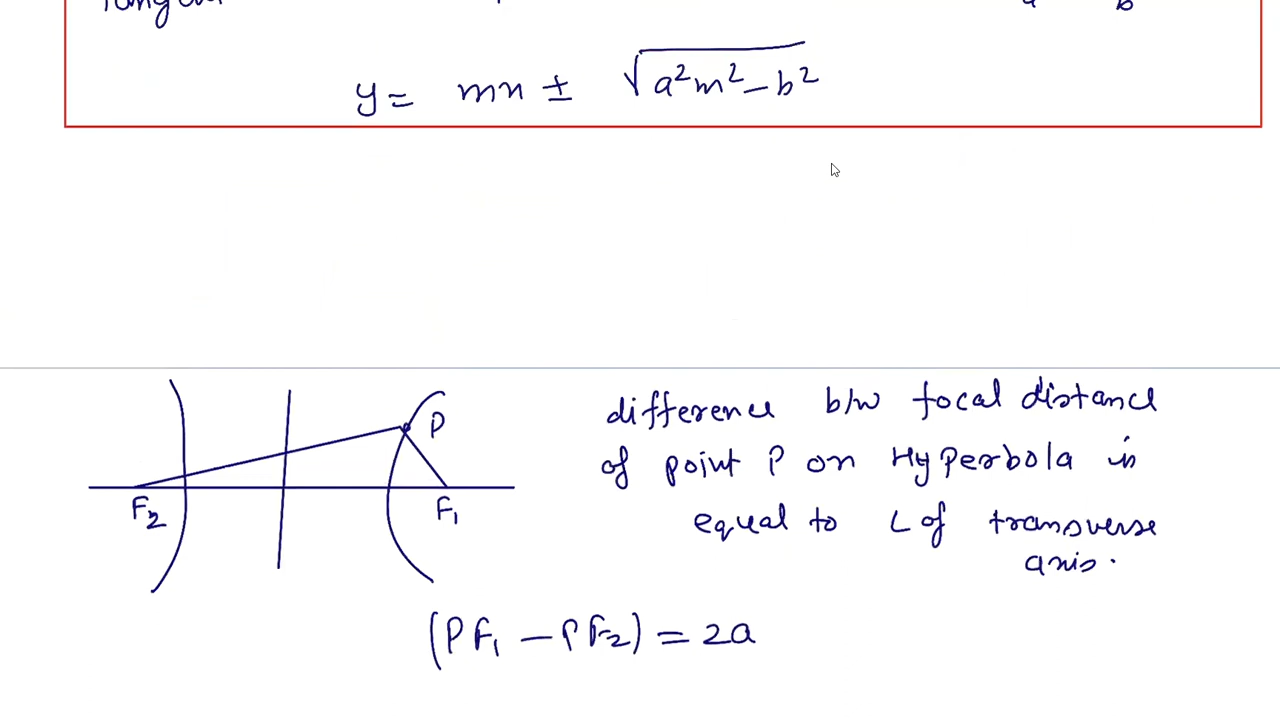 y = mx ± √a²m² - b²
P
F₂
F₁
difference b/w focal distance
of point P on Hyperbola is
equal to L of transverse
axis.
(PF₁ - PF₂) = 2a